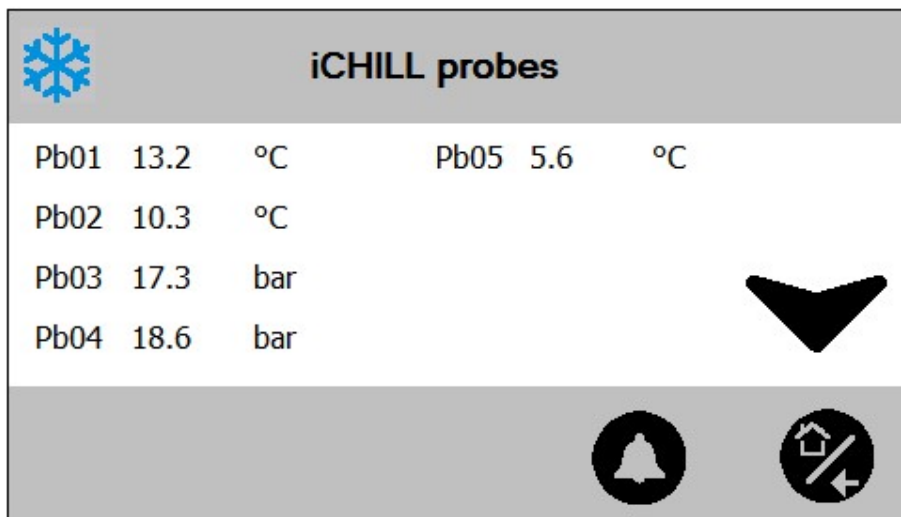 iCHILL probes
Pb01 13.2 °C Pb05 5.6 °C
Pb02 10.3 °C
Pb03 17.3 bar
Pb04 18.6 bar